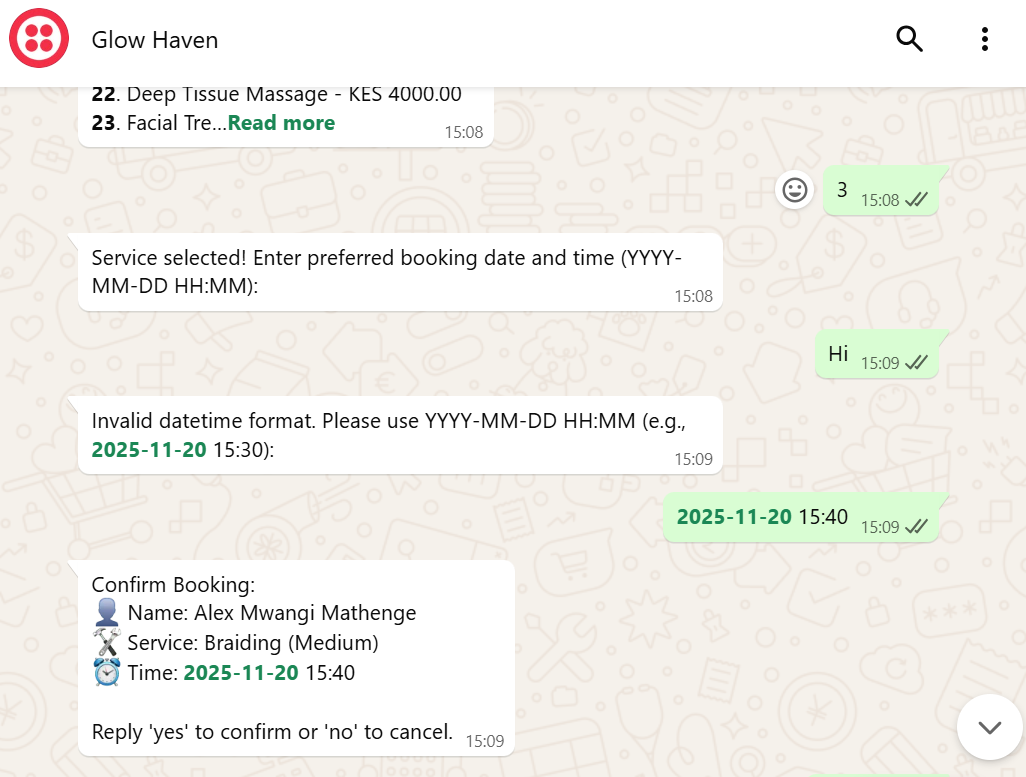 Glow Haven
22. Deep Tissue Massage - KES 4000.00
23. Facial Tre...Read more
15:08
3
15:08
Service selected! Enter preferred booking date and time (YYYY-
MM-DD HH:MM):
15:08
Hi
15:09
Invalid datetime format. Please use YYYY-MM-DD HH:MM (e.g.,
2025-11-20 15:30):
15:09
2025-11-20 15:40
15:09
Confirm Booking:
Name: Alex Mwangi Mathenge
Service: Braiding (Medium)
Time: 2025-11-20 15:40
Reply 'yes' to confirm or 'no' to cancel.
15:09